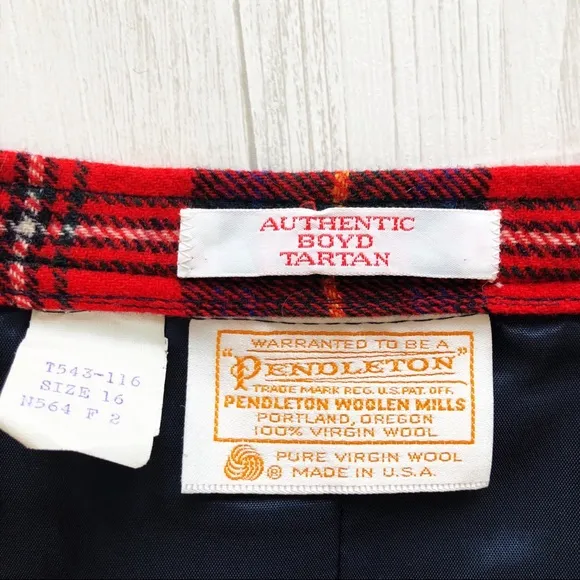 AUTHENTIC
BOYD
TARTAN
T543-116
SIZE 16
N564 F 2
WARRANTED TO BE A
"PENDLETON"
TRADE MARK REG. U.S. PAT. OFF.
PENDLETON WOOLEN MILLS
PORTLAND, OREGON
100% VIRGIN WOOL
® PURE VIRGIN WOOL
MADE IN U.S.A.